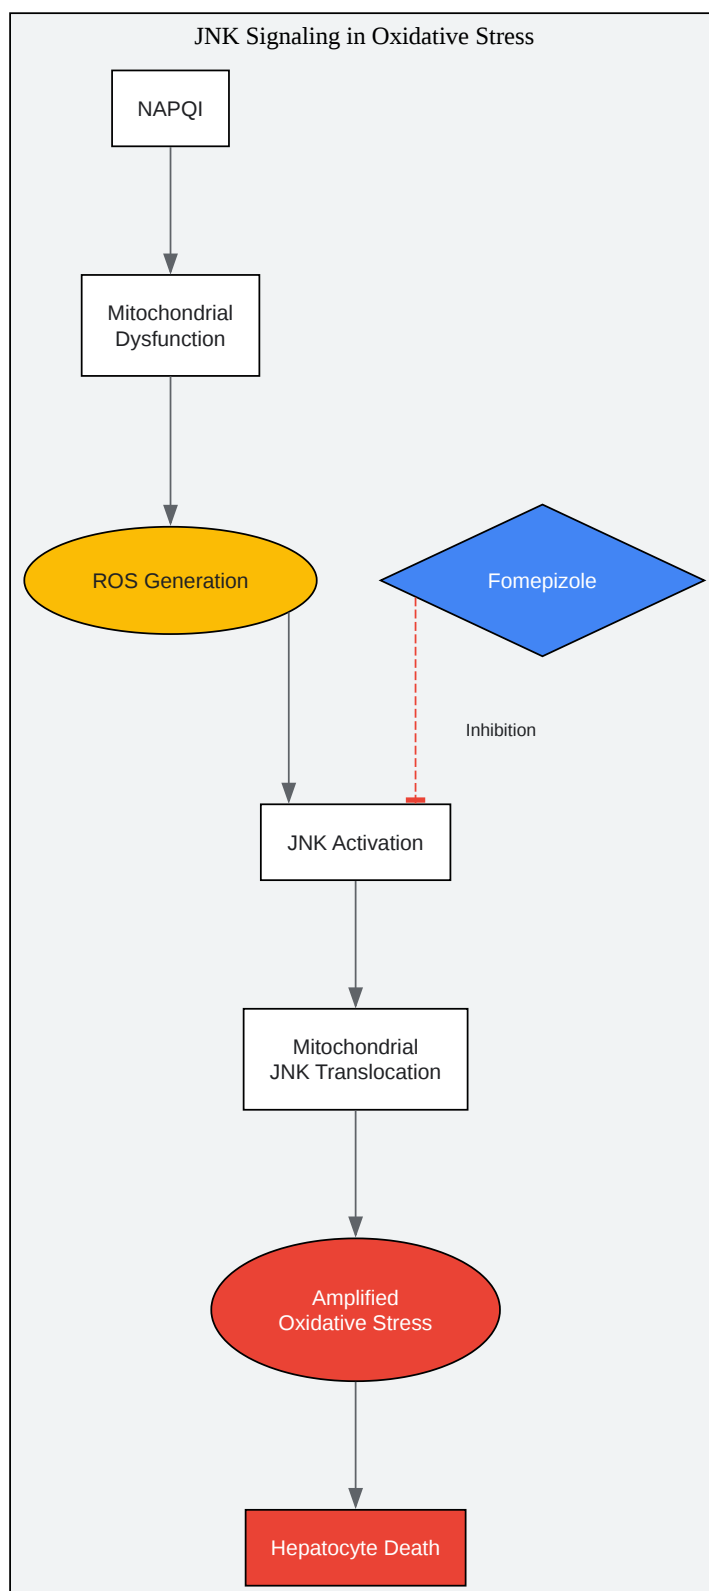 JNK Signaling in Oxidative Stress
NAPQI
Mitochondrial
Dysfunction
ROS Generation
Fomepizole
Inhibition
JNK Activation
Mitochondrial
JNK Translocation
Amplified
Oxidative Stress
Hepatocyte Death